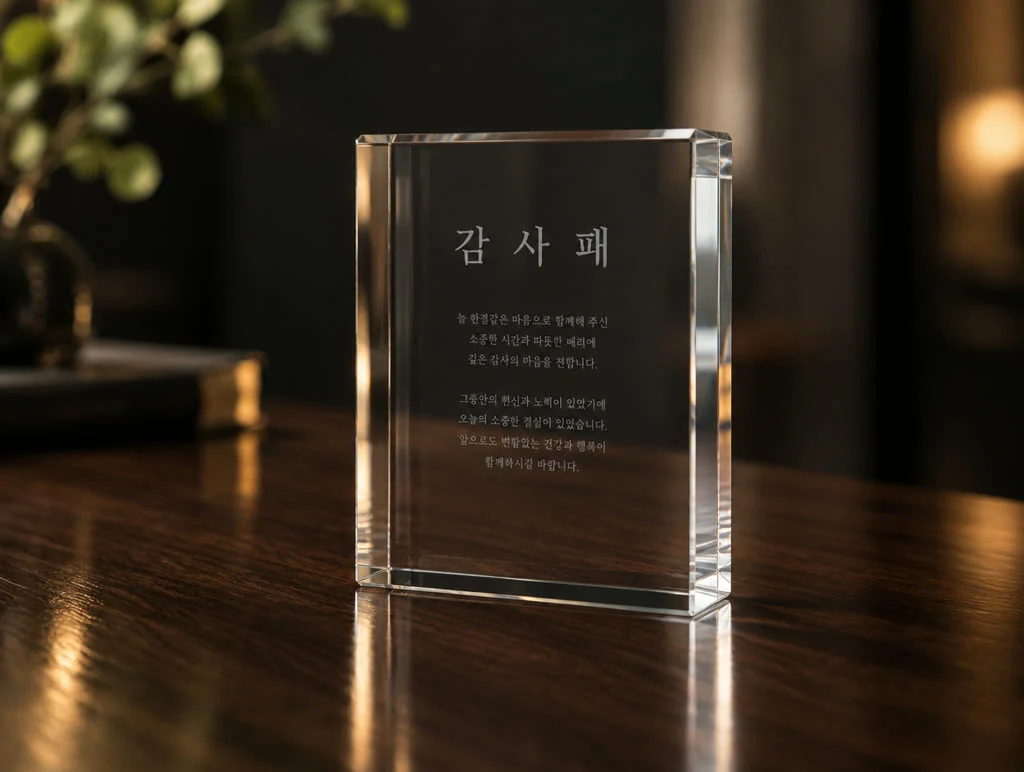 감 사 패
늘 한결같은 마음으로 함께해 주신
소중한 시간과 따뜻한 배려에
깊은 감사의 마음을 전합니다.
그동안의 헌신과 노력이 있었기에
오늘의 소중한 결실이 있었습니다.
앞으로도 변함없는 건강과 행복이
함께하시길 바랍니다.